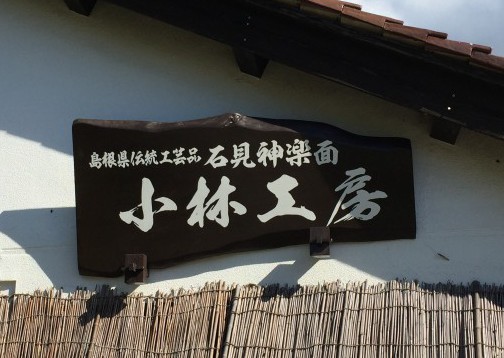 島根県伝統工芸品 石見神楽面
小林工房